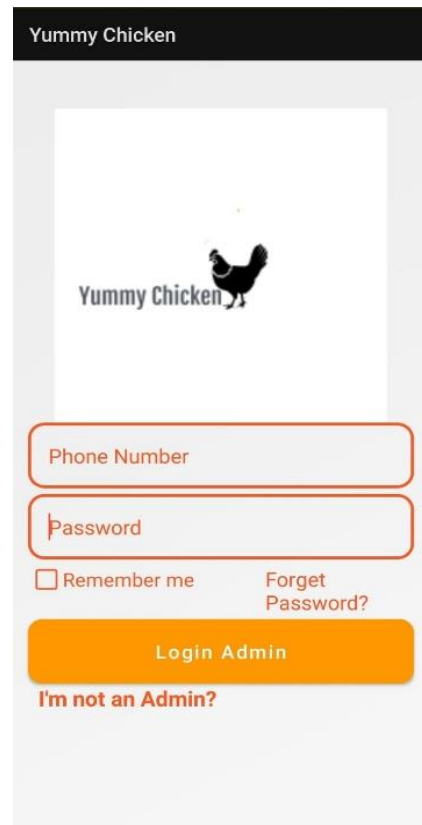 Yummy Chicken
Yummy Chicken
Phone Number
Password
Remember me
Forget
Password?
Login Admin
I'm not an Admin?